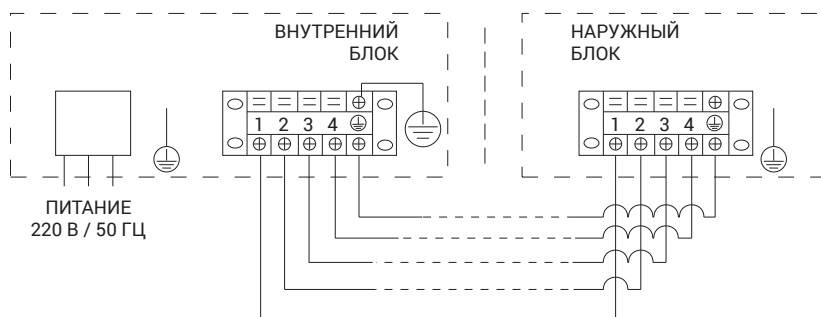 ВНУТРЕННИЙ
БЛОК
НАРУЖНЫЙ
БЛОК
1 2 3 4
1 2 3 4
ПИТАНИЕ
220 В / 50 ГЦ